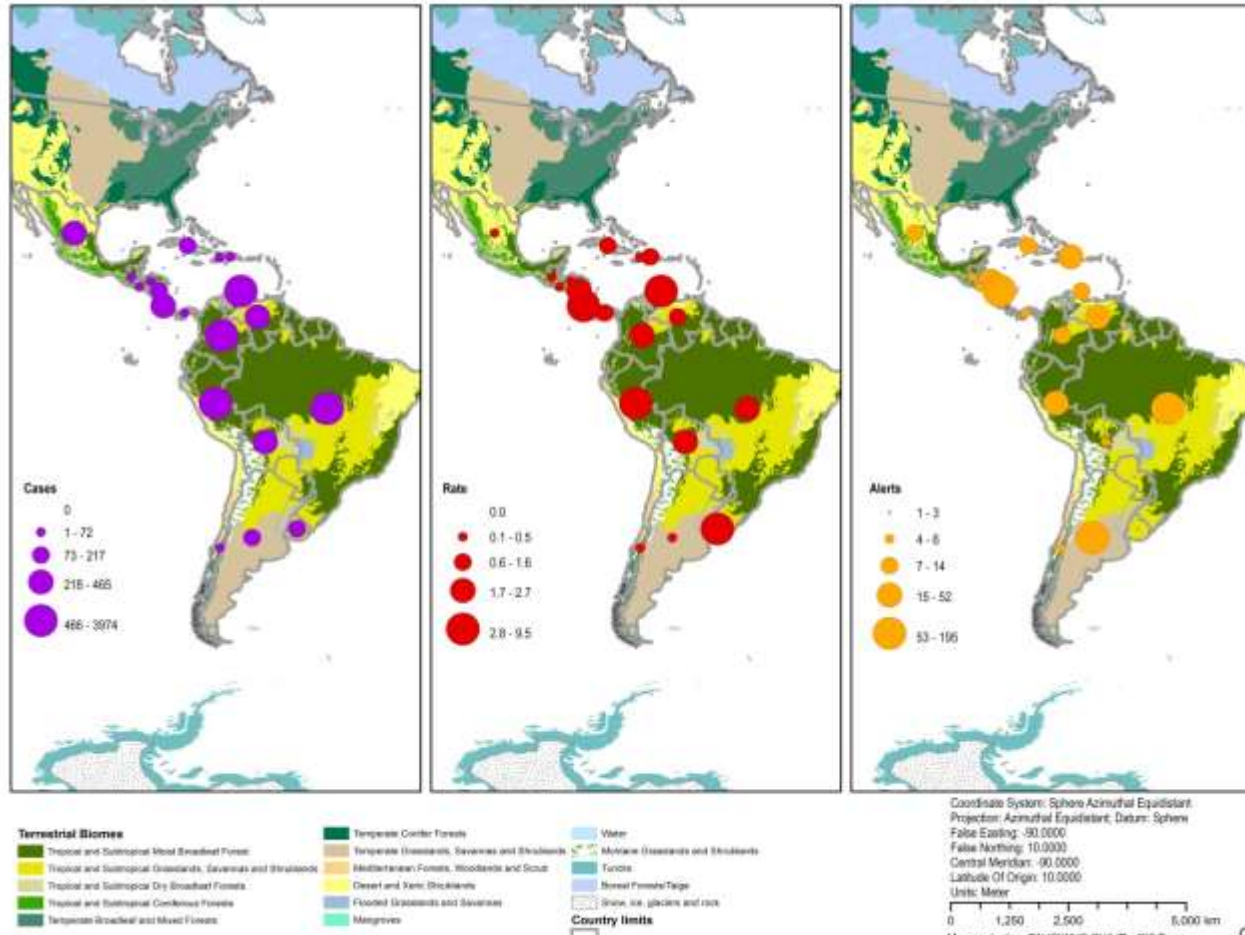 Cases
0
1 - 72
73 - 217
218 - 465
466 - 3974
Rate
0.0
0.1 - 0.5
0.6 - 1.6
1.7 - 2.7
2.8 - 9.5
Alerts
1 - 3
4 - 6
7 - 14
15 - 52
53 - 195
Terrestrial Biomes
Tropical and Subtropical Moist Broadleaf Forest
Tropical and Subtropical Grasslands, Savannas and Shrublands
Tropical and Subtropical Dry Broadleaf Forests
Tropical and Subtropical Coniferous Forests
Temperate Broadleaf and Mixed Forests
Temperate Conifer Forests
Temperate Grasslands, Savannas and Shrublands
Mediterranean Forests, Woodlands and Scrub
Desert and Xeric Shrublands
Flooded Grasslands and Savannas
Mangroves
Water
Montane Grasslands and Shrublands
Tundra
Boreal Forests/Taiga
Snow, ice, glaciers and rock
Country limits
Coordinate System: Sphere Azimuthal Equidistant
Projection: Azimuthal Equidistant; Datum: Sphere
False Easting: -90.0000
False Northing: 10.0000
Central Meridian: -90.0000
Latitude Of Origin: 10.0000
Units: Meter
0 1,250 2,500 5,000 km